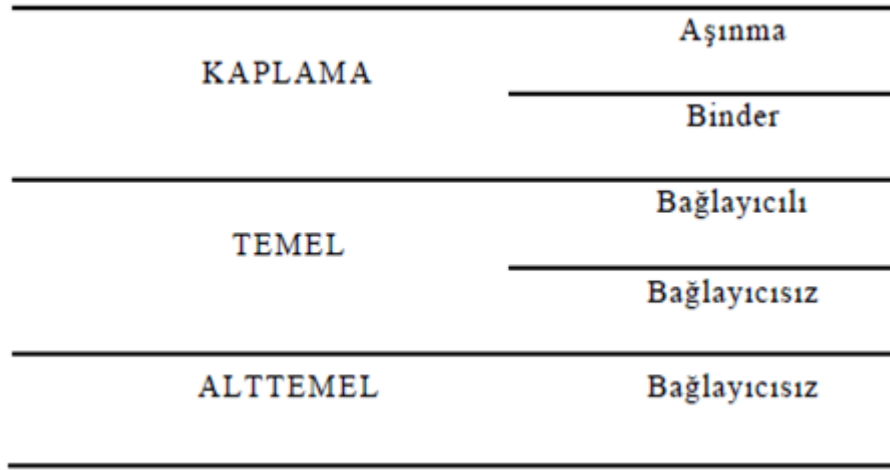 Aşınma
KAPLAMA
Binder
Bağlayıcılı
TEMEL
Bağlayıcısız
ALTTEMEL Bağlayıcısız